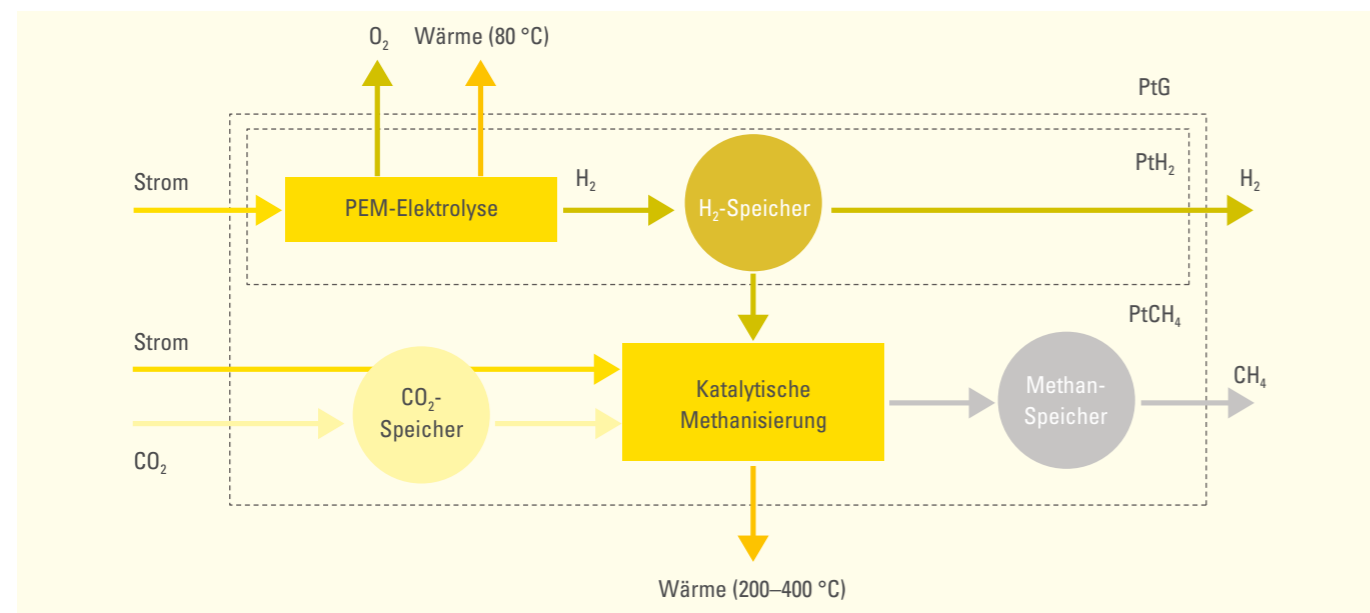 O₂
Wärme (80 °C)
PtG
PtH₂
Strom
PEM-Elektrolyse
H₂
H₂-Speicher
H₂
PtCH₄
Strom
CO₂-
Speicher
Katalytische
Methanisierung
Methan-
Speicher
CH₄
CO₂
Wärme (200–400 °C)